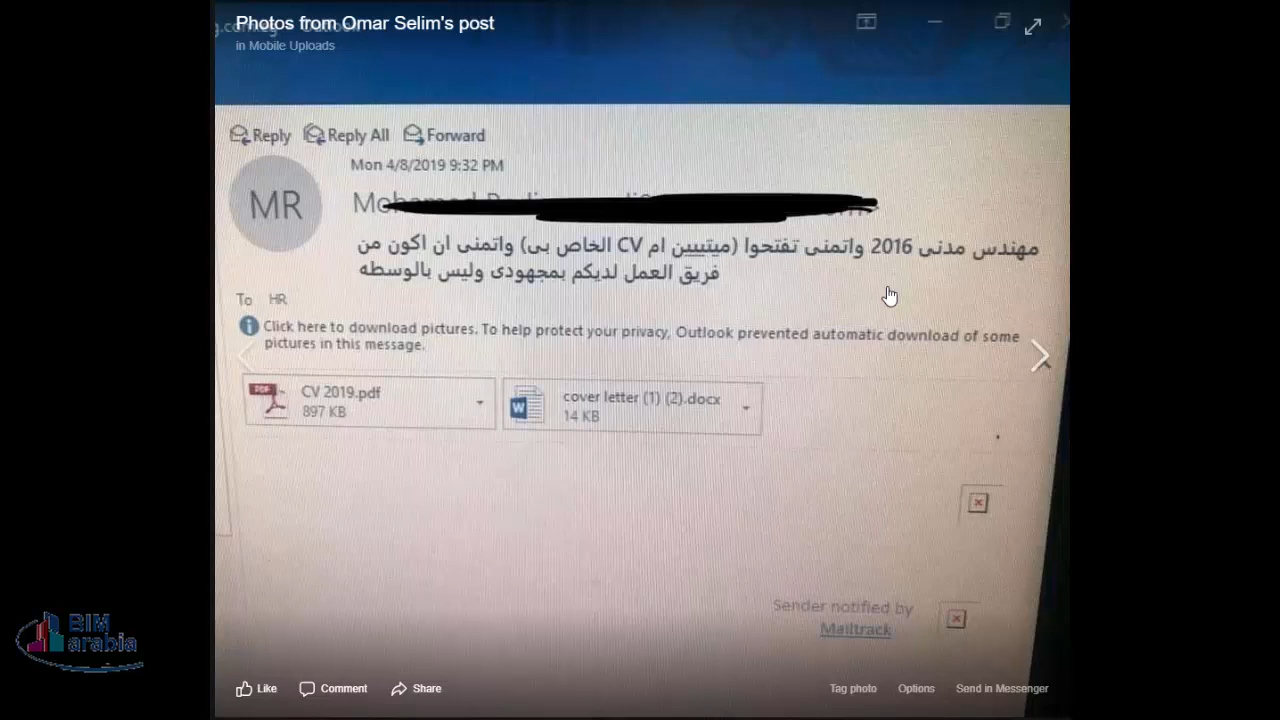 Photos from Omar Selim's post
in Mobile Uploads
Reply Reply All Forward
Mon 4/8/2019 9:32 PM
MR
مهندس مدنى 2016 واتمنى تفتحوا (ميتييين ام CV الخاص بى) واتمنى ان اكون من
فريق العمل لديكم بمجهودى وليس بالوسطه
To HR
Click here to download pictures. To help protect your privacy, Outlook prevented automatic download of some
pictures in this message.
CV 2019.pdf
897 KB
cover letter (1) (2).docx
14 KB
Sender notified by
Mailtrack
BIM
arabia
Like Comment Share Tag photo Options Send in Messenger